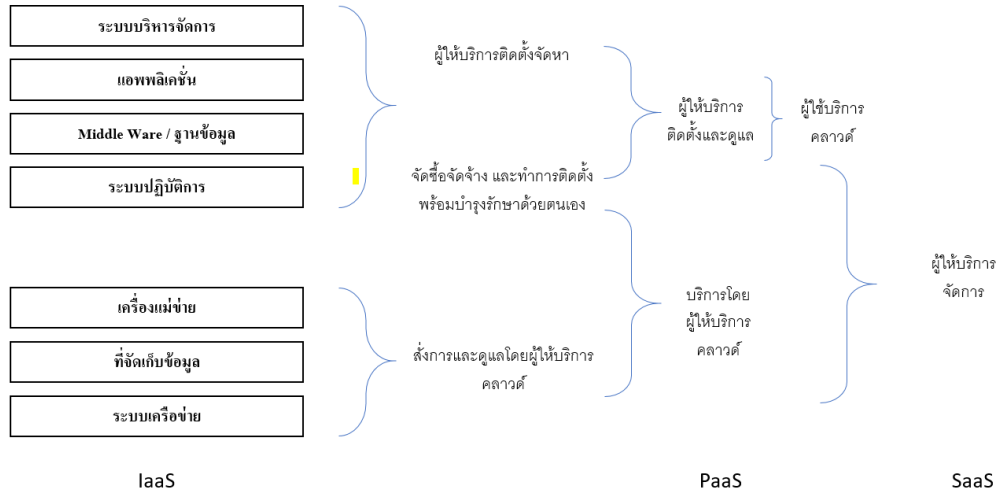 ระบบบริหารจัดการ
แอพพลิเคชั่น
Middle Ware / ฐานข้อมูล
ระบบปฏิบัติการ
เครื่องแม่ข่าย
ที่จัดเก็บข้อมูล
ระบบเครือข่าย
IaaS
ผู้ให้บริการติดตั้งจัดหา
จัดซื้อจัดจ้าง และทำการติดตั้ง
พร้อมบำรุงรักษาด้วยตนเอง
สั่งการและดูแลโดยผู้ให้บริการ
คลาวด์
ผู้ให้บริการ
ติดตั้งและดูแล
บริการโดย
ผู้ให้บริการ
คลาวด์
PaaS
ผู้ใช้บริการ
คลาวด์
ผู้ให้บริการ
จัดการ
SaaS